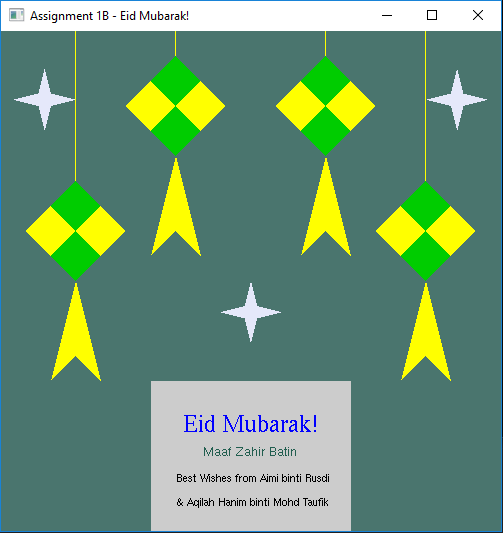 Assignment 1B - Eid Mubarak!
Eid Mubarak!
Maaf Zahir Batin
Best Wishes from Aimi binti Rusdi
& Aqilah Hanim binti Mohd Taufik